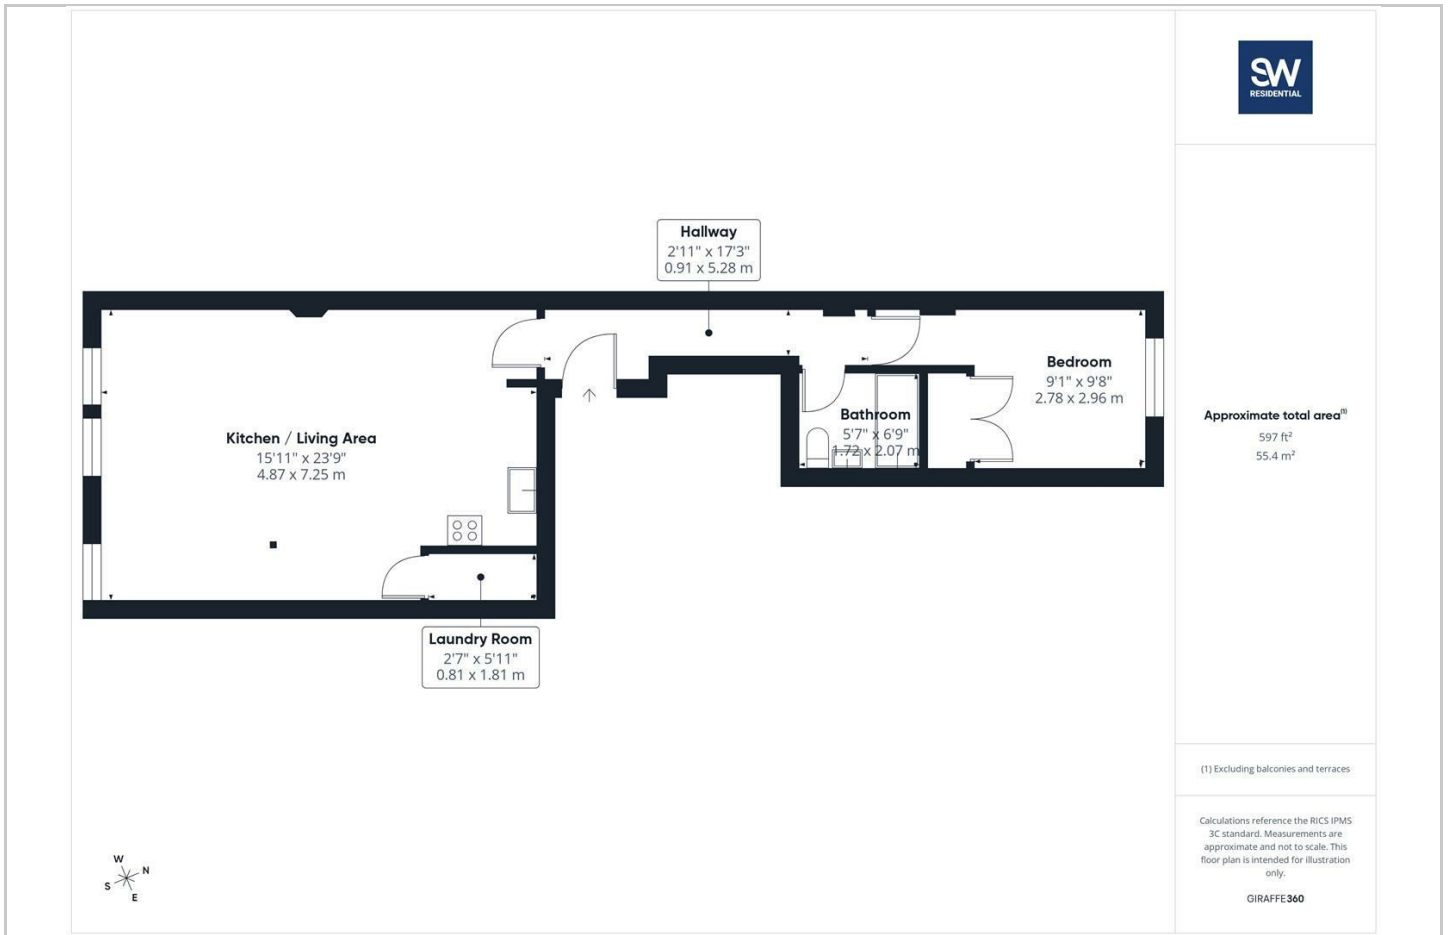 SW
RESIDENTIAL
Hallway
2'11" x 17'3"
0.91 x 5.28 m
Bedroom
9'1" x 9'8"
2.78 x 2.96 m
Bathroom
5'7" x 6'9"
1.72 x 2.07 m
Kitchen / Living Area
15'11" x 23'9"
4.87 x 7.25 m
Laundry Room
2'7" x 5'11"
0.81 x 1.81 m
Approximate total area(1)
597 ft²
55.4 m²
(1) Excluding balconies and terraces
Calculations reference the RICS IPMS
3C standard. Measurements are
approximate and not to scale. This
floor plan is intended for illustration
only.
GIRAFFE360
W
N
S
E